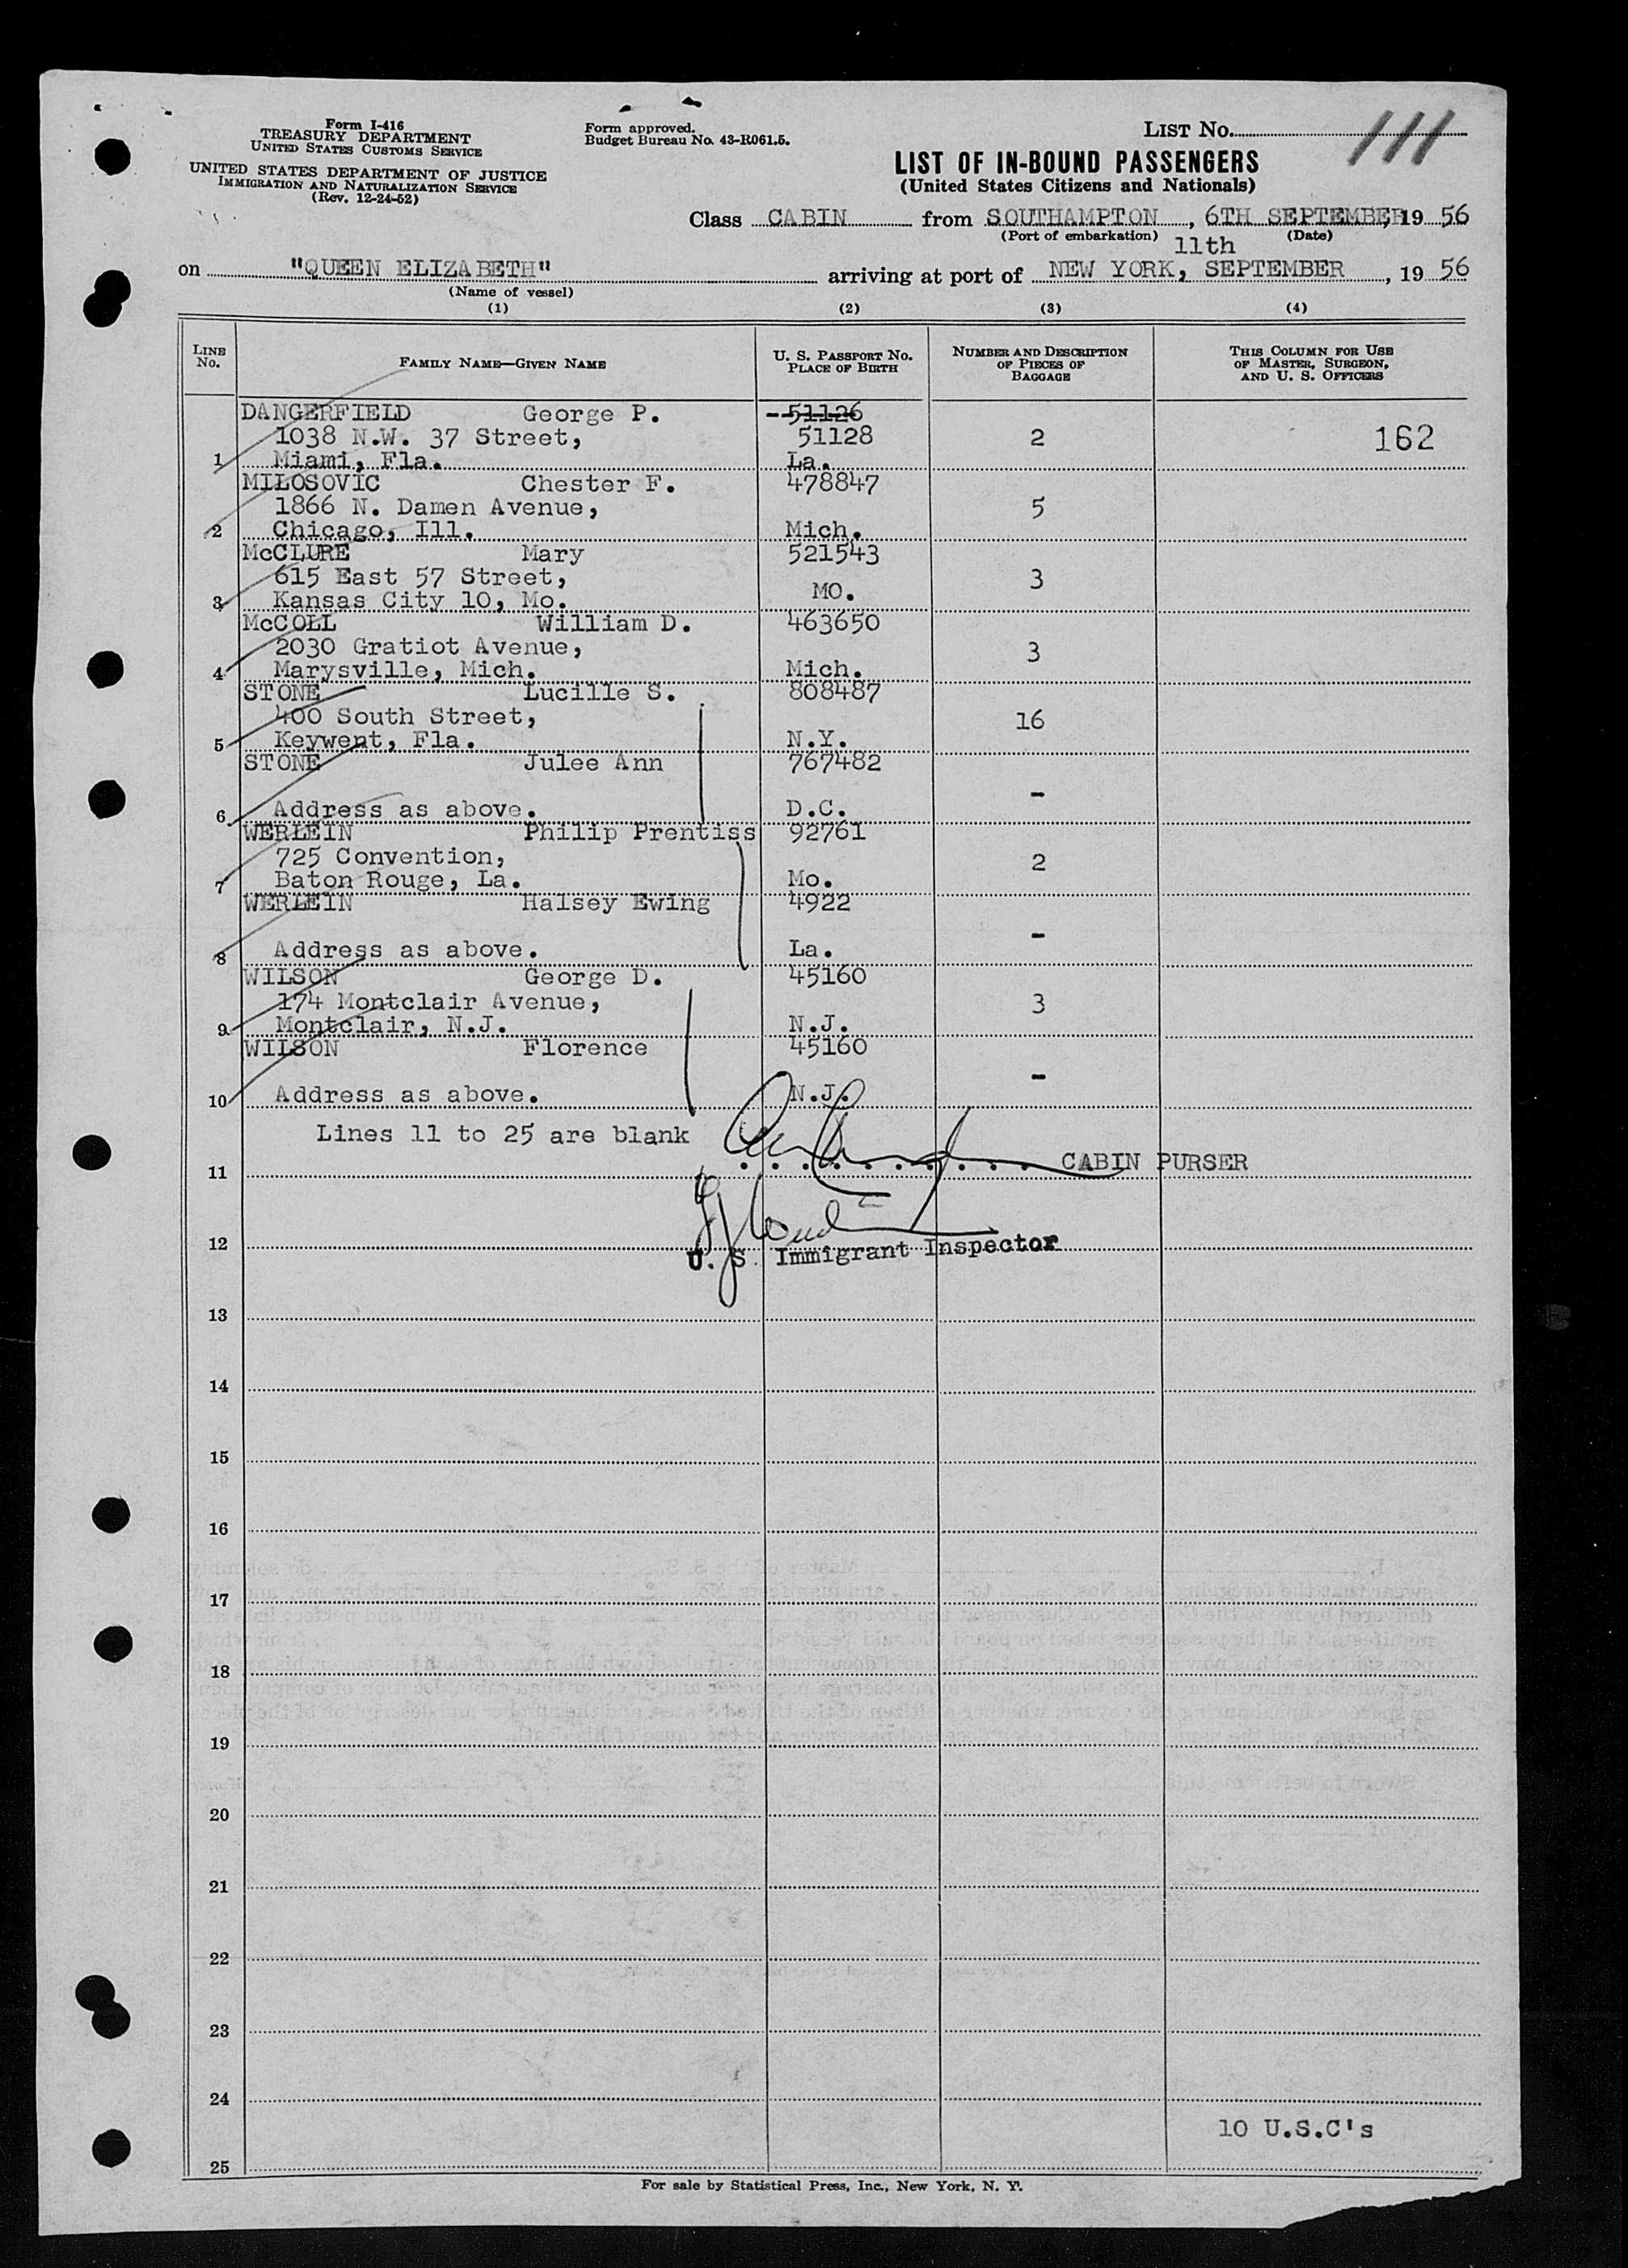 Form I-416
TREASURY DEPARTMENT
UNITED STATES CUSTOMS SERVICE
UNITED STATES DEPARTMENT OF JUSTICE
IMMIGRATION AND NATURALIZATION SERVICE
(Rev. 12-24-52)
Form approved.
Budget Bureau No. 43-R061.5.
LIST No. 111
LIST OF IN-BOUND PASSENGERS
(United States Citizens and Nationals)
Class CABIN from SOUTHAMPTON, 6TH SEPTEMBER, 19 56
(Port of embarkation) (Date)
11th
on "QUEEN ELIZABETH" arriving at port of NEW YORK, SEPTEMBER, 19 56
(Name of vessel)
(1) (2) (3) (4)
LINE No. FAMILY NAME—GIVEN NAME U. S. PASSPORT No. PLACE OF BIRTH NUMBER AND DESCRIPTION OF PIECES OF BAGGAGE THIS COLUMN FOR USE OF MASTER, SURGEON, AND U. S. OFFICERS
DANGERFIELD George P. 51126
1038 N.W. 37 Street, 51128 2 162
1 Miami, Fla. La.
MILOSOVIC Chester F. 478847
1866 N. Damen Avenue, 5
2 Chicago, Ill. Mich.
McCLURE Mary 521543
615 East 57 Street, 3
3 Kansas City 10, Mo. MO.
McCOLL William D. 463650
2030 Gratiot Avenue, 3
4 Marysville, Mich. Mich.
STONE Lucille S. 808487
400 South Street, 16
5 Keywent, Fla. N.Y.
STONE Julee Ann 767482
-
6 Address as above. D.C.
WERLEIN Philip Prentiss 92761
725 Convention, 2
7 Baton Rouge, La. Mo.
WERLEIN Halsey Ewing 4922
-
8 Address as above. La.
WILSON George D. 45160
174 Montclair Avenue, 3
9 Montclair, N.J. N.J.
WILSON Florence 45160
-
10 Address as above. N.J.
Lines 11 to 25 are blank
11 CABIN PURSER
12 U. S. Immigrant Inspector
13
14
15
16
17
18
19
20
21
22
23
24
10 U.S.C's
25
For sale by Statistical Press, Inc., New York, N. Y.